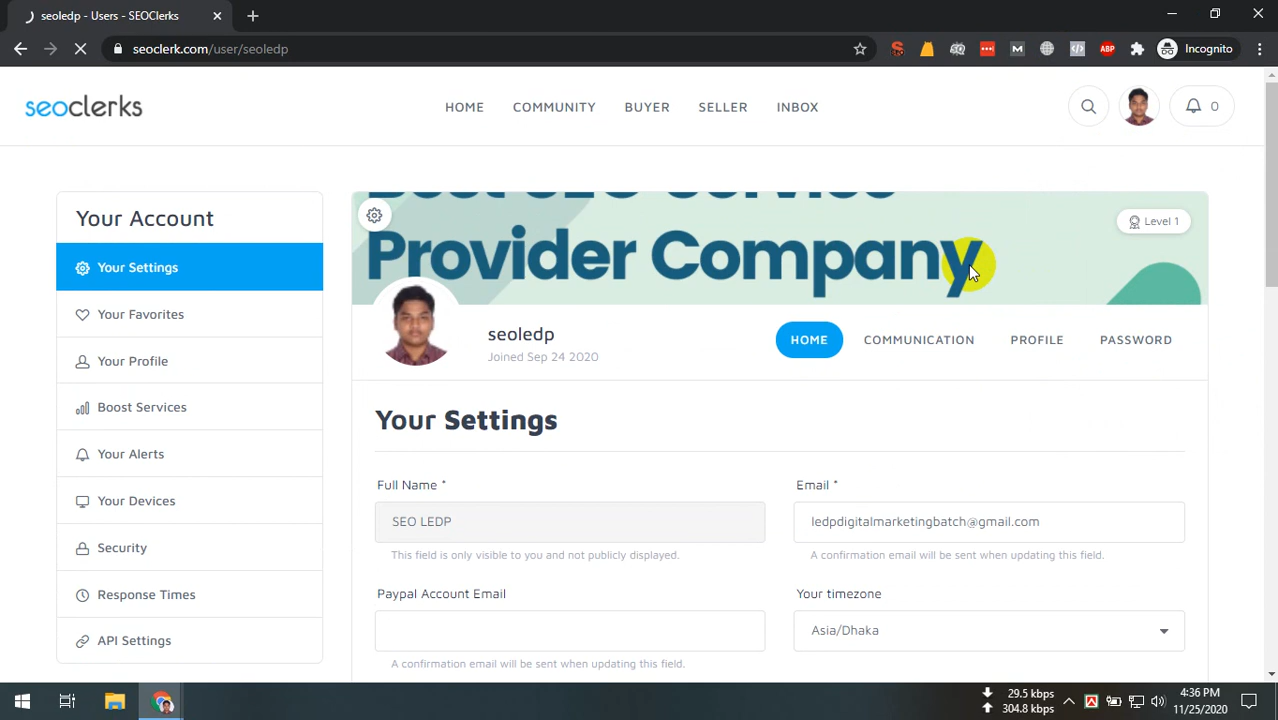 seoledp - Users - SEOClerks
seoclerk.com/user/seoledp
Incognito
seoclerks
HOME COMMUNITY BUYER SELLER INBOX
0
Your Account
Your Settings
Your Favorites
Your Profile
Boost Services
Your Alerts
Your Devices
Security
Response Times
API Settings
Best SEO Service
Provider Company
Level 1
seoledp
Joined Sep 24 2020
HOME COMMUNICATION PROFILE PASSWORD
Your Settings
Full Name *
SEO LEDP
This field is only visible to you and not publicly displayed.
Email *
ledpdigitalmarketingbatch@gmail.com
A confirmation email will be sent when updating this field.
Paypal Account Email
A confirmation email will be sent when updating this field.
Your timezone
Asia/Dhaka
29.5 kbps
304.8 kbps
4:36 PM
11/25/2020